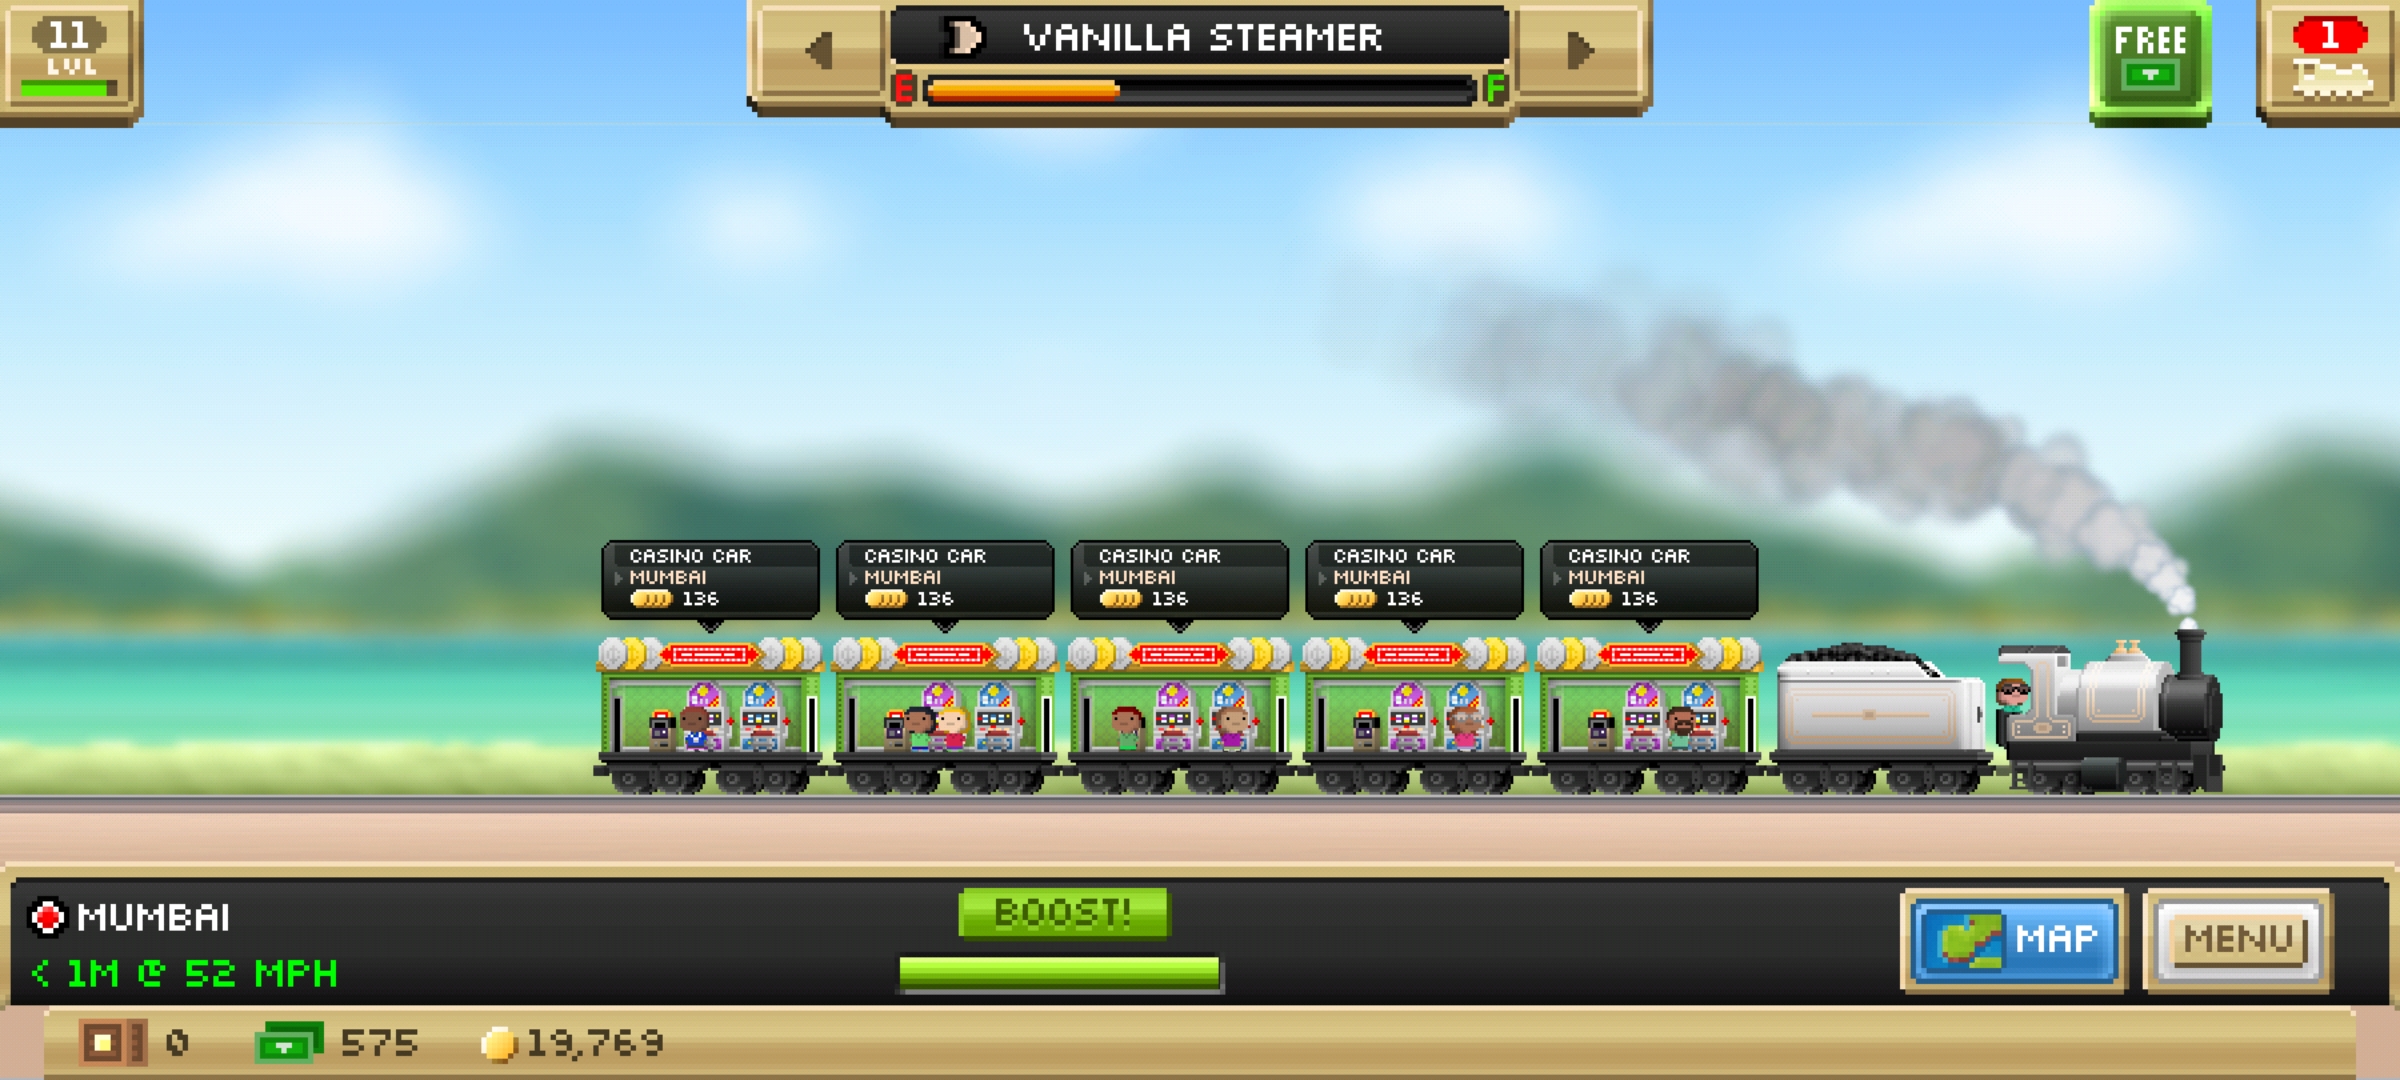 11
LVL
VANILLA STEAMER
E F
FREE
1
CASINO CAR
MUMBAI
136
CASINO CAR
MUMBAI
136
CASINO CAR
MUMBAI
136
CASINO CAR
MUMBAI
136
CASINO CAR
MUMBAI
136
MUMBAI
< 1M @ 52 MPH
BOOST!
MAP
MENU
0
575
19,769